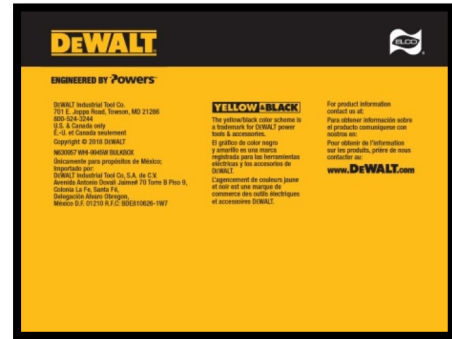 DEWALT
ELCO
ENGINEERED BY Powers
DEWALT Industrial Tool Co.
701 E. Joppa Road, Towson, MD 21286
800-524-3244
U.S. & Canada only
É.-U. et Canada seulement
Copyright © 2018 DEWALT
Únicamente para propósitos de México;
Importado por:
DEWALT Industrial Tool Co, S.A. de C.V.
Avenida Antonio Dovali Jaime# 70 Torre B Piso 9,
Colonia La Fe, Santa Fé,
Delegación Alvaro Obregon,
México D.F. 01210 R.F.C: BDE810626-1W7
YELLOW & BLACK
The yellow/black color scheme is
a trademark for DEWALT power
tools & accessories.
El gráfico de color negro
y amarillo es una marca
registrada para las herramientas
eléctricas y los accesorios de
DEWALT.
L'agencement de couleurs jaune
et noir est une marque de
commerce des outils électriques
et accessoires DEWALT.
For product information
contact us at:
Para obtener información sobre
el producto comuníquese con
nostros en:
Pour obtenir de l'information
sur les produits, prière de nous
contacter au:
www.DEWALT.com